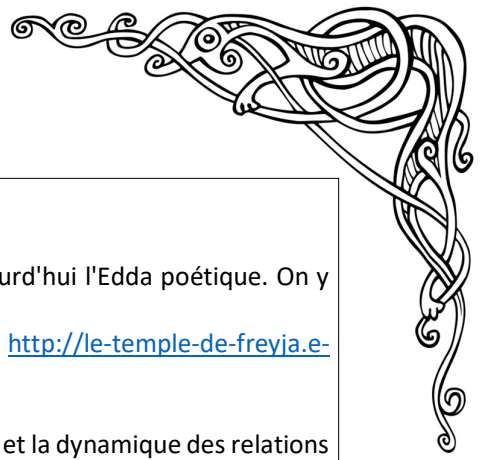 urd'hui l'Edda poétique. On y
http://le-temple-de-freyja.e-
et la dynamique des relations